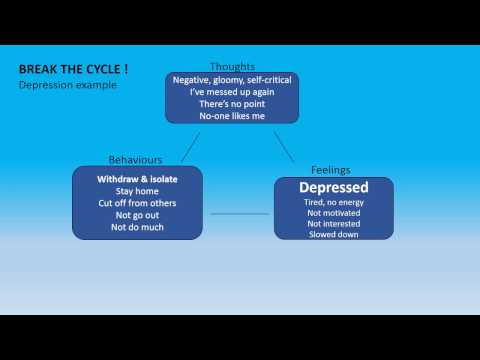 BREAK THE CYCLE !
Depression example
Thoughts
Negative, gloomy, self-critical
I've messed up again
There's no point
No-one likes me
Behaviours
Withdraw & isolate
Stay home
Cut off from others
Not go out
Not do much
Feelings
Depressed
Tired, no energy
Not motivated
Not interested
Slowed down